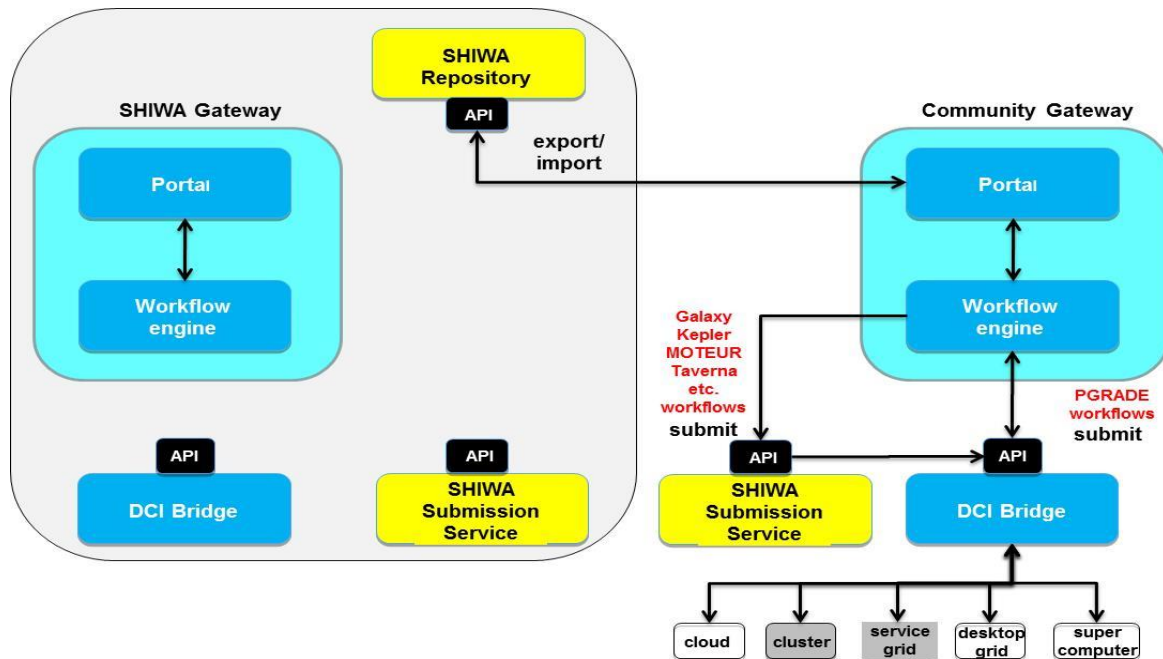 SHIWA
Repository
API
SHIWA Gateway
Portal
Workflow
engine
export/
import
Community Gateway
Portal
Workflow
engine
Galaxy
Kepler
MOTEUR
Taverna
etc.
workflows
submit
PGRADE
workflows
submit
API
DCI Bridge
API
SHIWA
Submission
Service
API
SHIWA
Submission
Service
API
DCI Bridge
cloud
cluster
service
grid
desktop
grid
super
computer